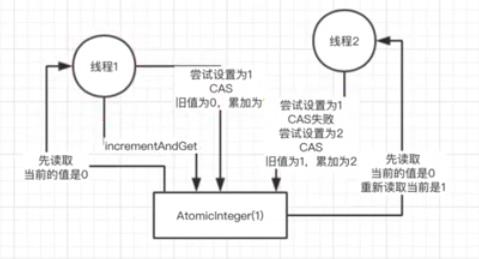 线程1
线程2
尝试设置为1
CAS
旧值为0，累加为
尝试设置为1
CAS失败
尝试设置为2
CAS
旧值为1，累加为2
incrementAndGet
先读取
当前的值是0
先读取
当前的值是0
重新读取当前是1
AtomicInteger(1)